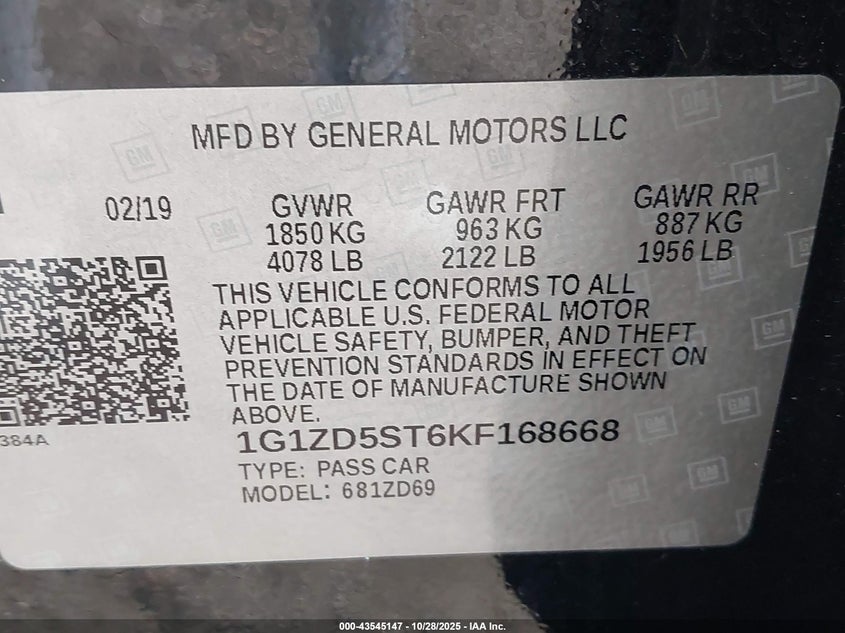 MFD BY GENERAL MOTORS LLC
02/19 GVWR GAWR FRT GAWR RR
1850 KG 963 KG 887 KG
4078 LB 2122 LB 1956 LB
THIS VEHICLE CONFORMS TO ALL
APPLICABLE U.S. FEDERAL MOTOR
VEHICLE SAFETY, BUMPER, AND THEFT
PREVENTION STANDARDS IN EFFECT ON
THE DATE OF MANUFACTURE SHOWN
ABOVE.
384A
1G1ZD5ST6KF168668
TYPE: PASS CAR
MODEL: 681ZD69
000-43545147 - 10/28/2025 - IAA Inc.